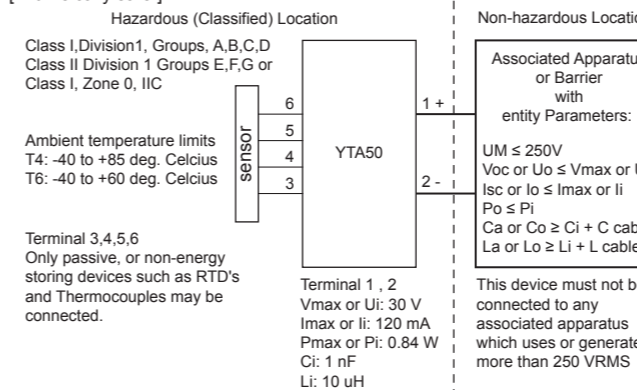 Hazardous (Classified) Location
Class I,Division1, Groups, A,B,C,D
Class II Division 1 Groups E,F,G or
Class I, Zone 0, IIC
Ambient temperature limits
T4: -40 to +85 deg. Celcius
T6: -40 to +60 deg. Celcius
Terminal 3,4,5,6
Only passive, or non-energy
storing devices such as RTD's
and Thermocouples may be
connected.
sensor
6
5
4
3
YTA50
1 +
2 -
Terminal 1 , 2
Vmax or Ui: 30 V
Imax or Ii: 120 mA
Pmax or Pi: 0.84 W
Ci: 1 nF
Li: 10 uH
Non-hazardous
Associated
or Barrier
with
entity Parameters:
UM ≤ 250V
Voc or Uo ≤ Vmax or
Isc or Io ≤ Imax or Ii
Po ≤ Pi
Ca or Co ≥ Ci + C
La or Lo ≥ Li + L cable
This device must not
connected to any
associated apparatus
which uses or
more than 250 VRMS